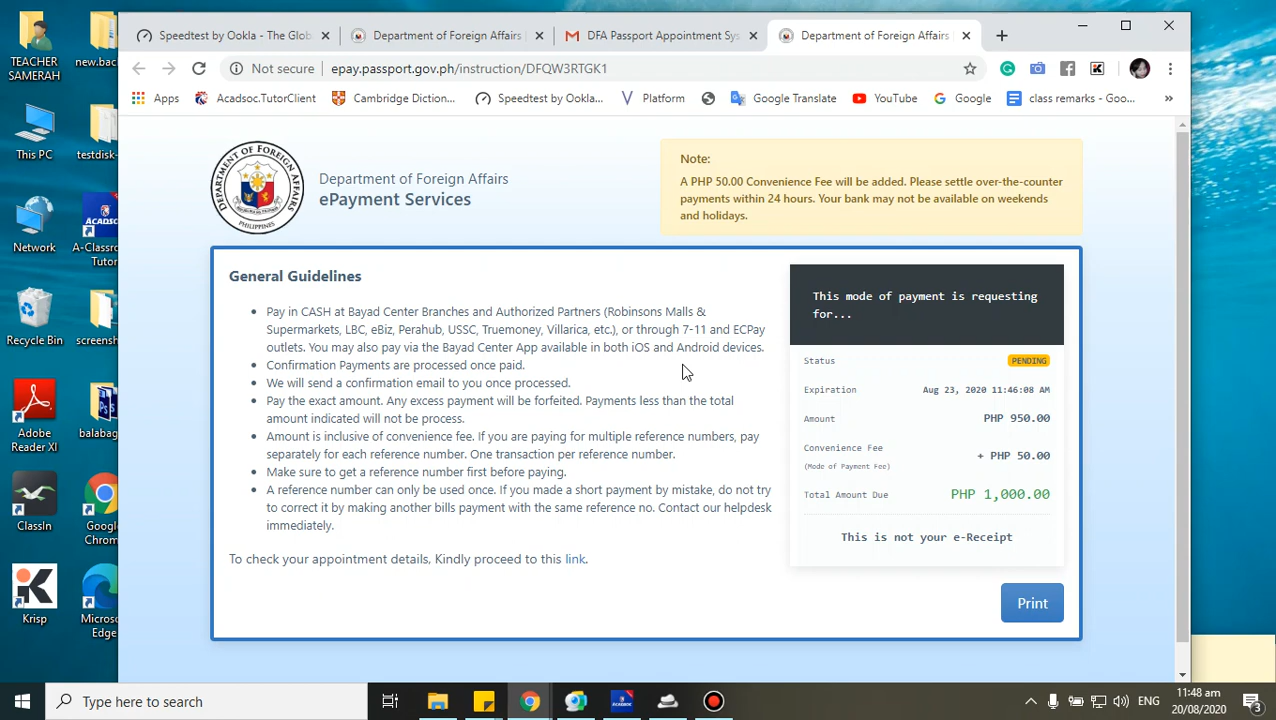 TEACHER SAMERAH
new.bac
This PC
testdisk-
Network
A-Classroom Tutor
Recycle Bin
screensh
Adobe Reader XI
balabag
ClassIn
Google Chrom
Krisp
Micros Edge
Speedtest by Ookla - The Glob
Department of Foreign Affairs
DFA Passport Appointment Sys
Department of Foreign Affairs
Not secure
epay.passport.gov.ph/instruction/DFQW3RTGK1
Apps
Acadsoc.TutorClient
Cambridge Diction...
Speedtest by Ookla...
Platform
Google Translate
YouTube
Google
class remarks - Goo...
DEPARTMENT OF FOREIGN AFFAIRS
PHILIPPINES
Department of Foreign Affairs
ePayment Services
Note:
A PHP 50.00 Convenience Fee will be added. Please settle over-the-counter
payments within 24 hours. Your bank may not be available on weekends
and holidays.
General Guidelines
Pay in CASH at Bayad Center Branches and Authorized Partners (Robinsons Malls &
Supermarkets, LBC, eBiz, Perahub, USSC, Truemoney, Villarica, etc.), or through 7-11 and ECPay
outlets. You may also pay via the Bayad Center App available in both iOS and Android devices.
Confirmation Payments are processed once paid.
We will send a confirmation email to you once processed.
Pay the exact amount. Any excess payment will be forfeited. Payments less than the total
amount indicated will not be process.
Amount is inclusive of convenience fee. If you are paying for multiple reference numbers, pay
separately for each reference number. One transaction per reference number.
Make sure to get a reference number first before paying.
A reference number can only be used once. If you made a short payment by mistake, do not try
to correct it by making another bills payment with the same reference no. Contact our helpdesk
immediately.
To check your appointment details, Kindly proceed to this link.
This mode of payment is requesting
for...
Status PENDING
Expiration Aug 23, 2020 11:46:08 AM
Amount PHP 950.00
Convenience Fee
(Mode of Payment Fee) + PHP 50.00
Total Amount Due PHP 1,000.00
This is not your e-Receipt
Print
Type here to search
ENG
11:48 am
20/08/2020
3